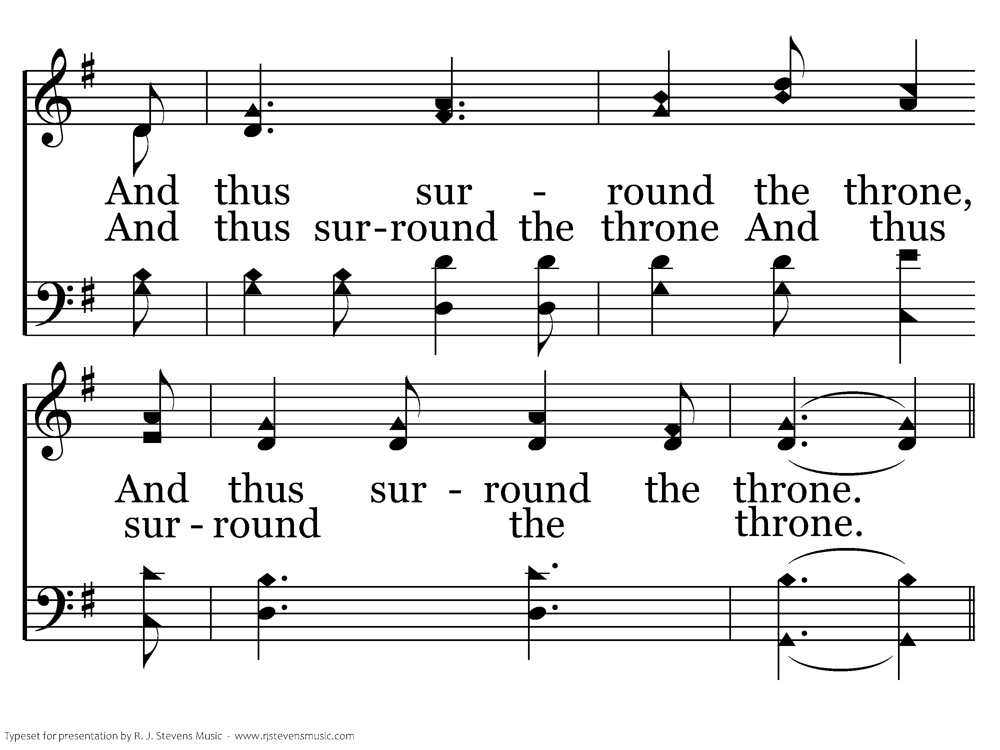 And thus sur - round the throne,
And thus sur-round the throne And thus
And thus sur - round the throne.
sur - round the throne.
Typeset for presentation by R. J. Stevens Music - www.rjstevensmusic.com